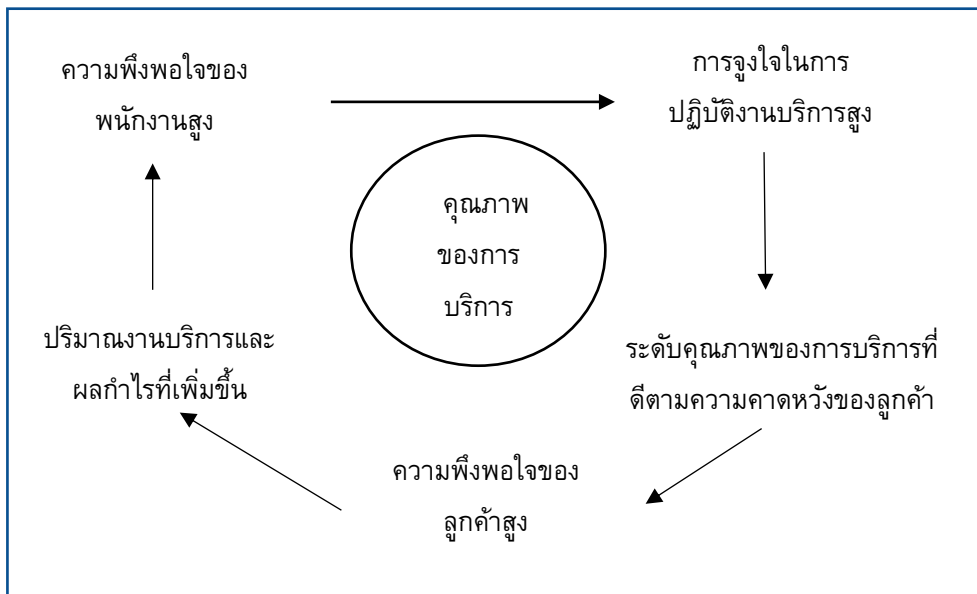 ความพึงพอใจของ
พนักงานสูง
การจูงใจในการ
ปฏิบัติงานบริการสูง
คุณภาพ
ของการ
บริการ
ระดับคุณภาพของการบริการที่
ดีตามความคาดหวังของลูกค้า
ความพึงพอใจของ
ลูกค้าสูง
ปริมาณงานบริการและ
ผลกำไรที่เพิ่มขึ้น